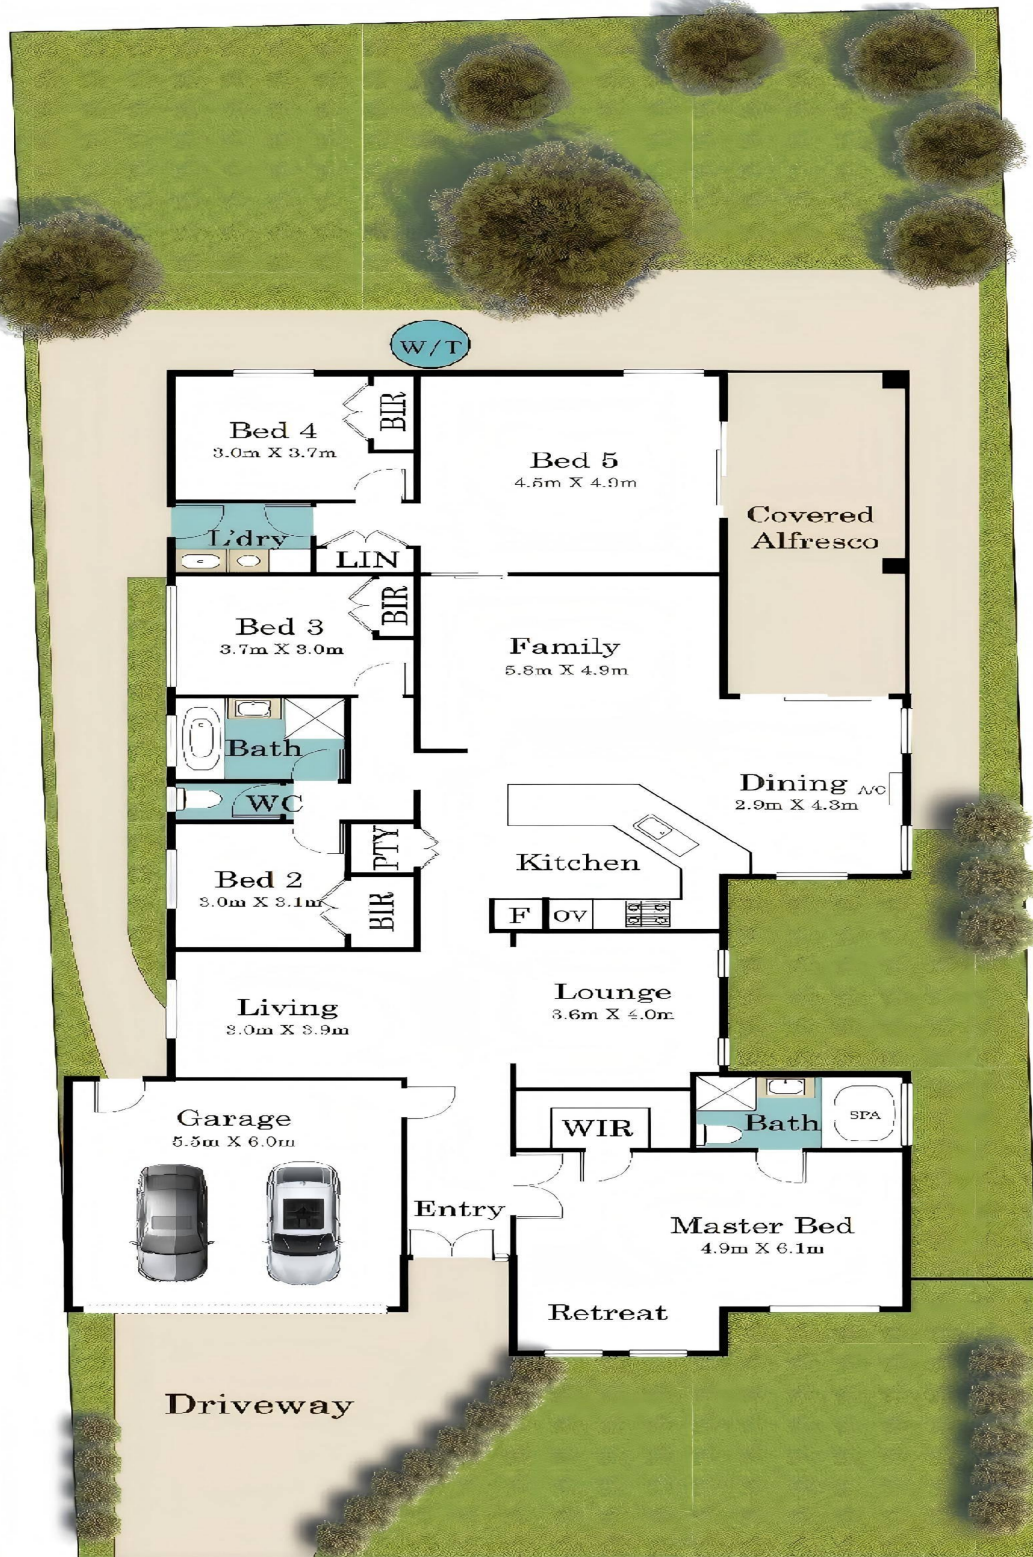 W/T
Bed 4
3.0m X 3.7m
BIR
Bed 5
4.5m X 4.9m
Covered
Alfresco
L'dry
LIN
Bed 3
3.7m X 3.0m
BIR
Family
5.8m X 4.9m
Bath
WC
Dining
2.9m X 4.3m
A/C
Kitchen
PTY
Bed 2
3.0m X 3.1m
BIR
F
OV
Living
3.0m X 3.9m
Lounge
3.6m X 4.0m
Garage
5.5m X 6.0m
WIR
Bath
SPA
Entry
Master Bed
4.9m X 6.1m
Retreat
Driveway